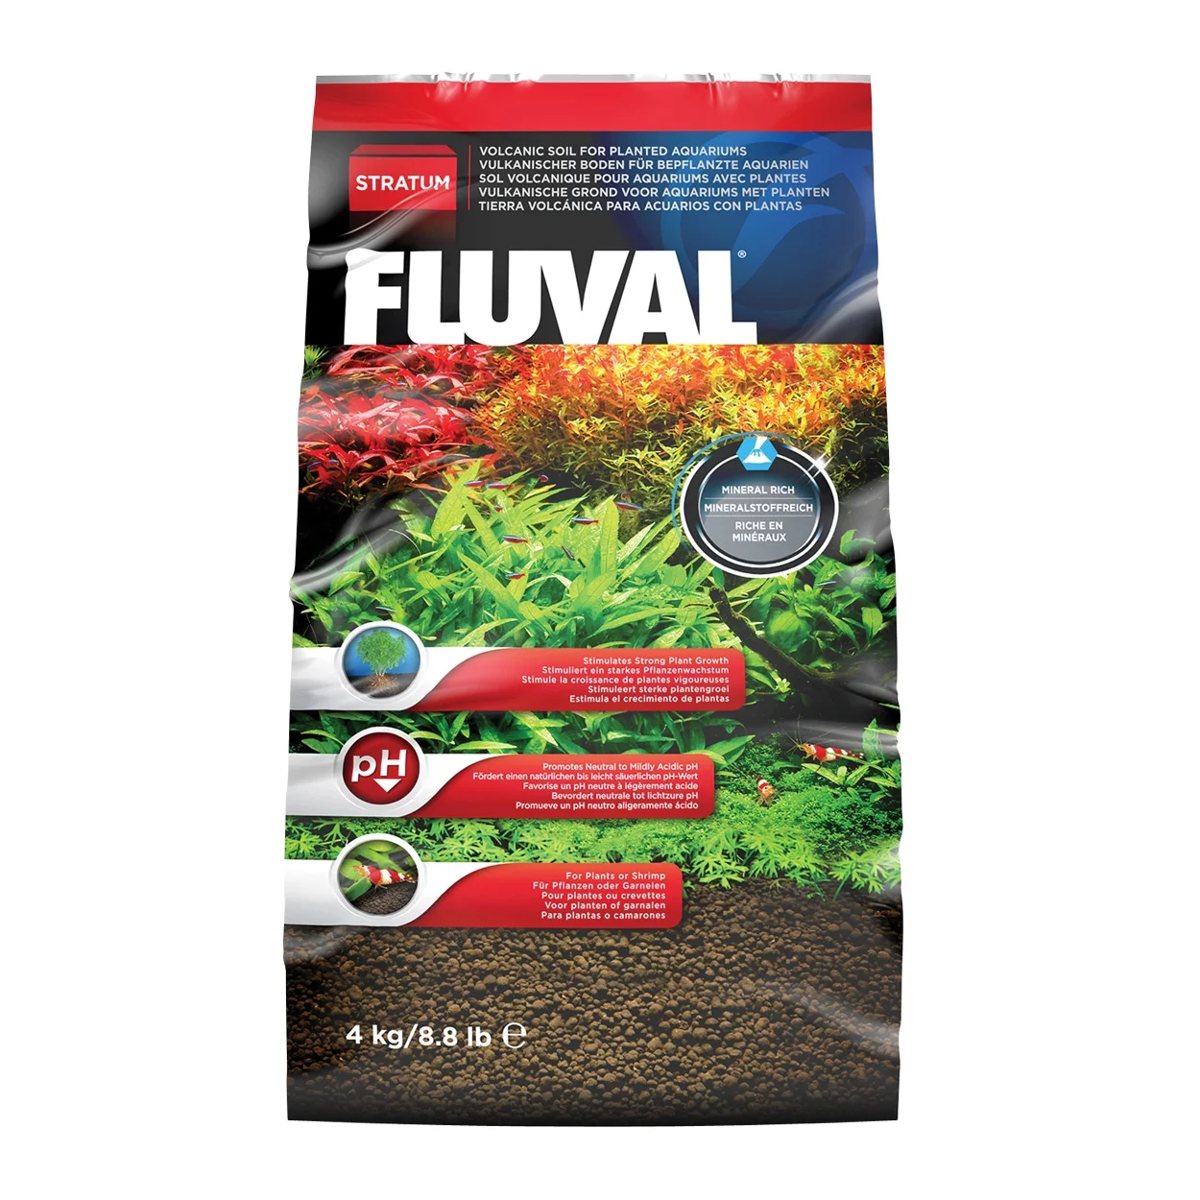 STRATUM
VOLCANIC SOIL FOR PLANTED AQUARIUMS
VULKANISCHER BODEN FÜR BEPFLANZTE AQUARIEN
SOL VOLCANIQUE POUR AQUARIUMS AVEC PLANTES
VULKANISCHE GROND VOOR AQUARIUMS MET PLANTEN
TIERRA VOLCÁNICA PARA ACUARIOS CON PLANTAS
FLUVAL®
MINERAL RICH
MINERALSTOFFREICH
RICHE EN
MINÉRAUX
Stimulates Strong Plant Growth
Stimuliert ein starkes Pflanzenwachstum
Stimule la croissance de plantes vigoureuses
Stimuleert sterke plantengroei
Estimula el crecimiento de plantas
pH
Promotes Neutral to Mildly Acidic pH
Fördert einen natürlichen bis leicht säuerlichen pH-Wert
Favorise un pH neutre à légèrement acide
Bevordert neutrale tot lichtzure pH
Promueve un pH neutro aligeramente ácido
For Plants or Shrimp
Für Pflanzen oder Garnelen
Pour plantes ou crevettes
Voor planten of garnalen
Para plantas o camarones
4 kg/8.8 lb ℮